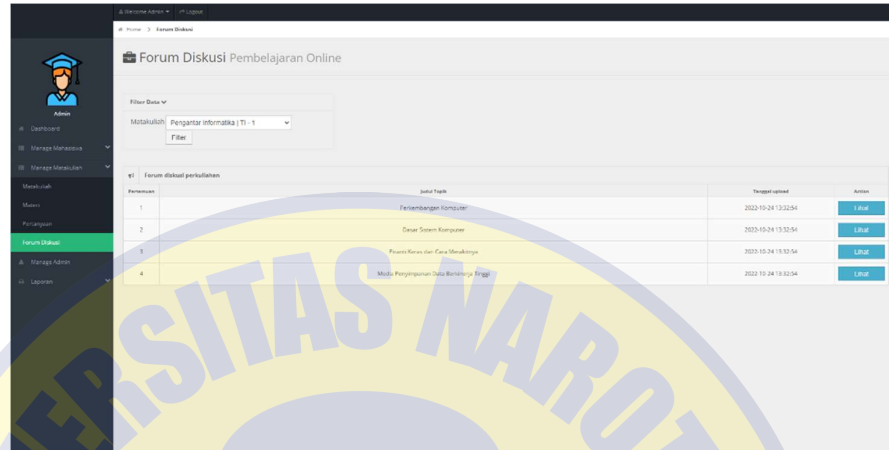 Welcome Admin Logout
Home > Forum Diskusi
Forum Diskusi Pembelajaran Online
Admin
Dashboard
Manage Mahasiswa
Manage Matakuliah
Matakuliah
Materi
Pertanyaan
Forum Diskusi
Manage Admin
Laporan
Filter Data
Matakuliah Pengantar Informatika | TI - 1
Filter
Forum diskusi perkuliahan
Pertemuan Judul Topik Tanggal upload Action
1 Perkembangan Komputer 2022-10-24 13:32:54 Lihat
2 Dasar Sistem Komputer 2022-10-24 13:32:54 Lihat
3 Piranti Keras dan Cara Merakitnya 2022-10-24 13:32:54 Lihat
4 Media Penyimpanan Data Berkinerja Tinggi 2022-10-24 13:32:54 Lihat
ERSITAS NARO